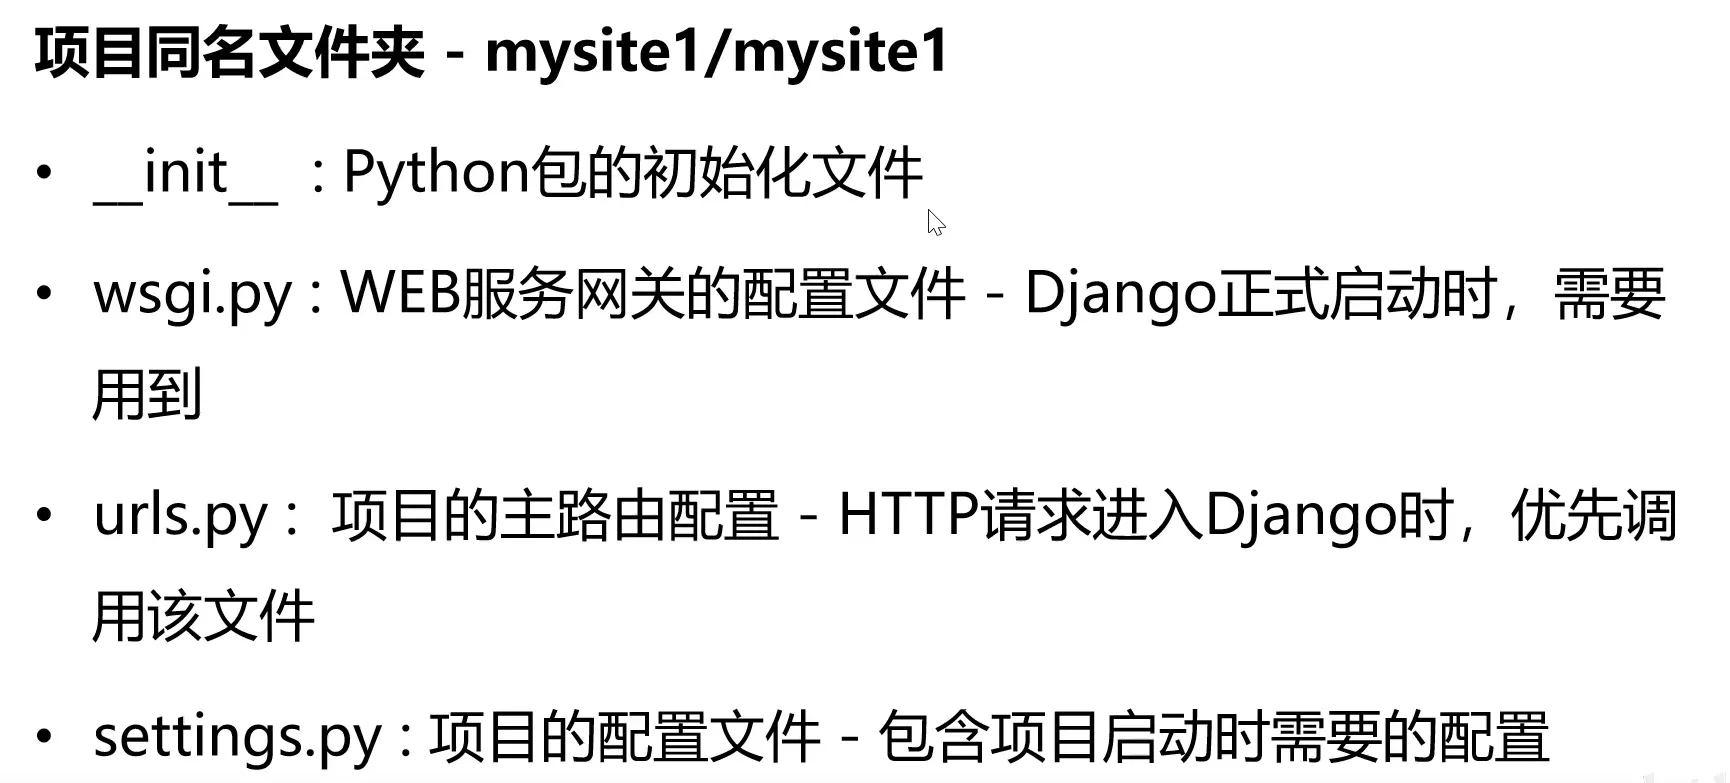 项目同名文件夹 - mysite1/mysite1
• __init__ : Python包的初始化文件
• wsgi.py : WEB服务网关的配置文件 - Django正式启动时，需要
用到
• urls.py : 项目的主路由配置 - HTTP请求进入Django时，优先调
用该文件
• settings.py : 项目的配置文件 - 包含项目启动时需要的配置